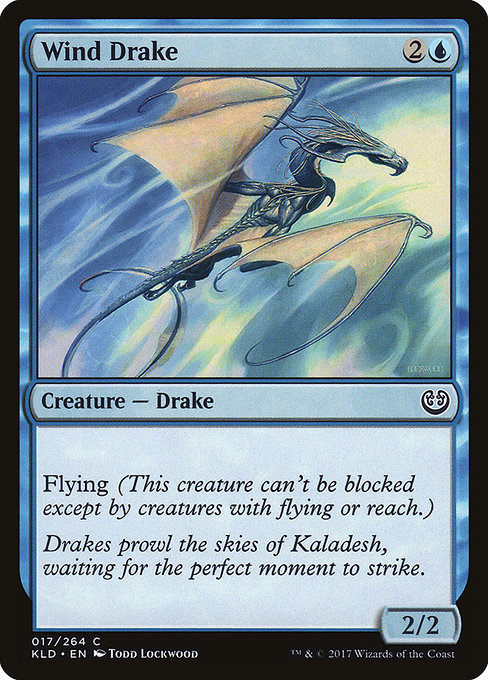 Wind Drake 2
LOCKWOOD
Creature — Drake
Flying (This creature can't be blocked
except by creatures with flying or reach.)
Drakes prowl the skies of Kaladesh,
waiting for the perfect moment to strike.
2/2
017/264 C
KLD • EN Todd Lockwood
™ & © 2017 Wizards of the Coast